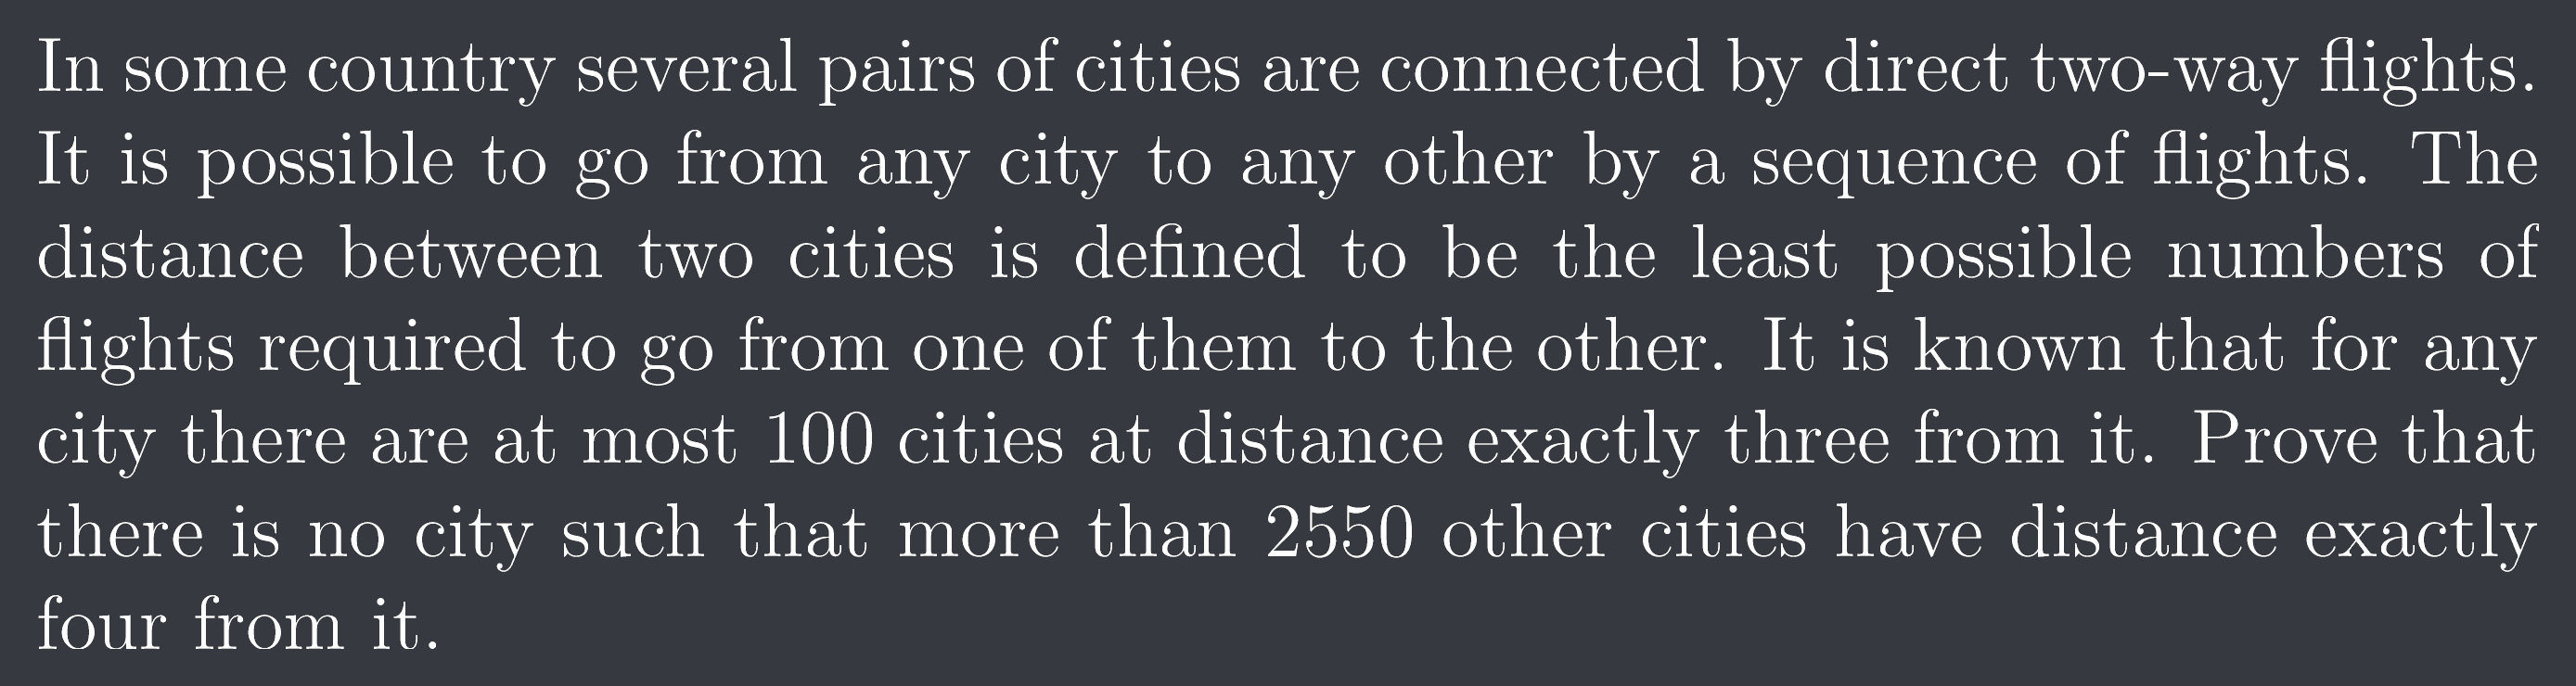 In some country several pairs of cities are connected by direct two-way flights.
It is possible to go from any city to any other by a sequence of flights. The
distance between two cities is defined to be the least possible numbers of
flights required to go from one of them to the other. It is known that for any
city there are at most 100 cities at distance exactly three from it. Prove that
there is no city such that more than 2550 other cities have distance exactly
four from it.